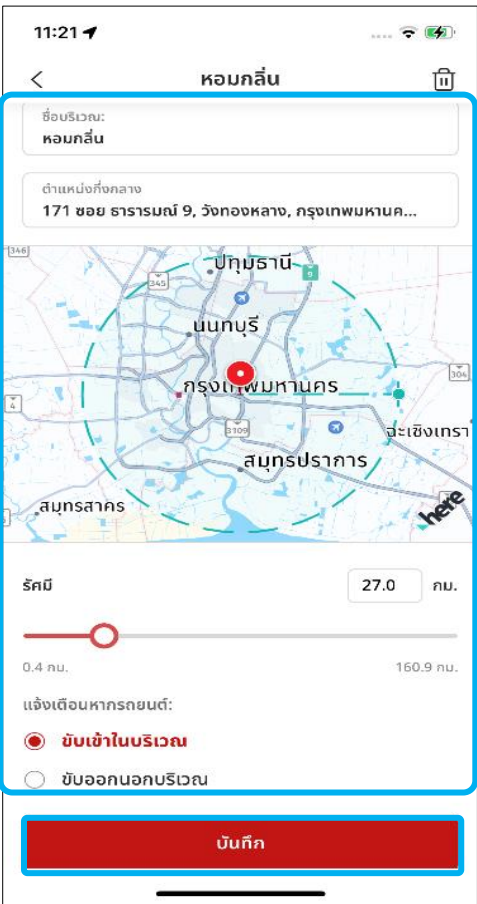 11:21
หอมกลิ่น
ชื่อบริเวณ:
หอมกลิ่น
ตำแหน่งกึ่งกลาง
171 ซอย ธารารมณ์ 9, วังทองหลาง, กรุงเทพมหานค...
346
ปทุมธานี
9
345
นนทบุรี
304
กรุงเทพมหานคร
4
3109
ฉะเชิงเทรา
สมุทรปราการ
สมุทรสาคร
here
รัศมี
27.0 กม.
0.4 กม. 160.9 กม.
แจ้งเตือนหากรถยนต์:
ขับเข้าในบริเวณ
ขับออกนอกบริเวณ
บันทึก